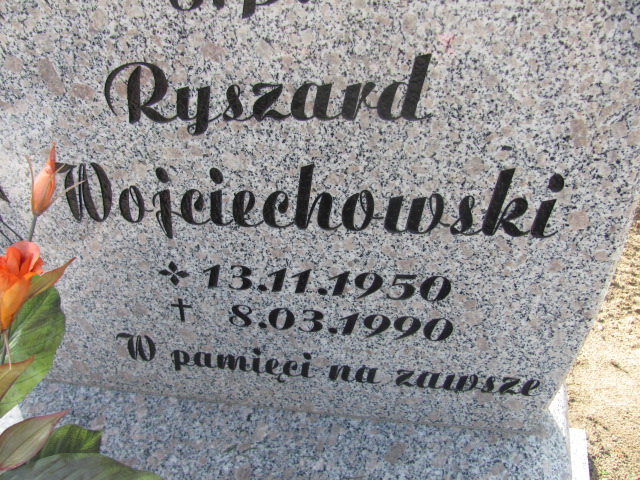 Ryszard
Wojciechowski
13.11.1950
8.03.1990
W pamięci na zawsze